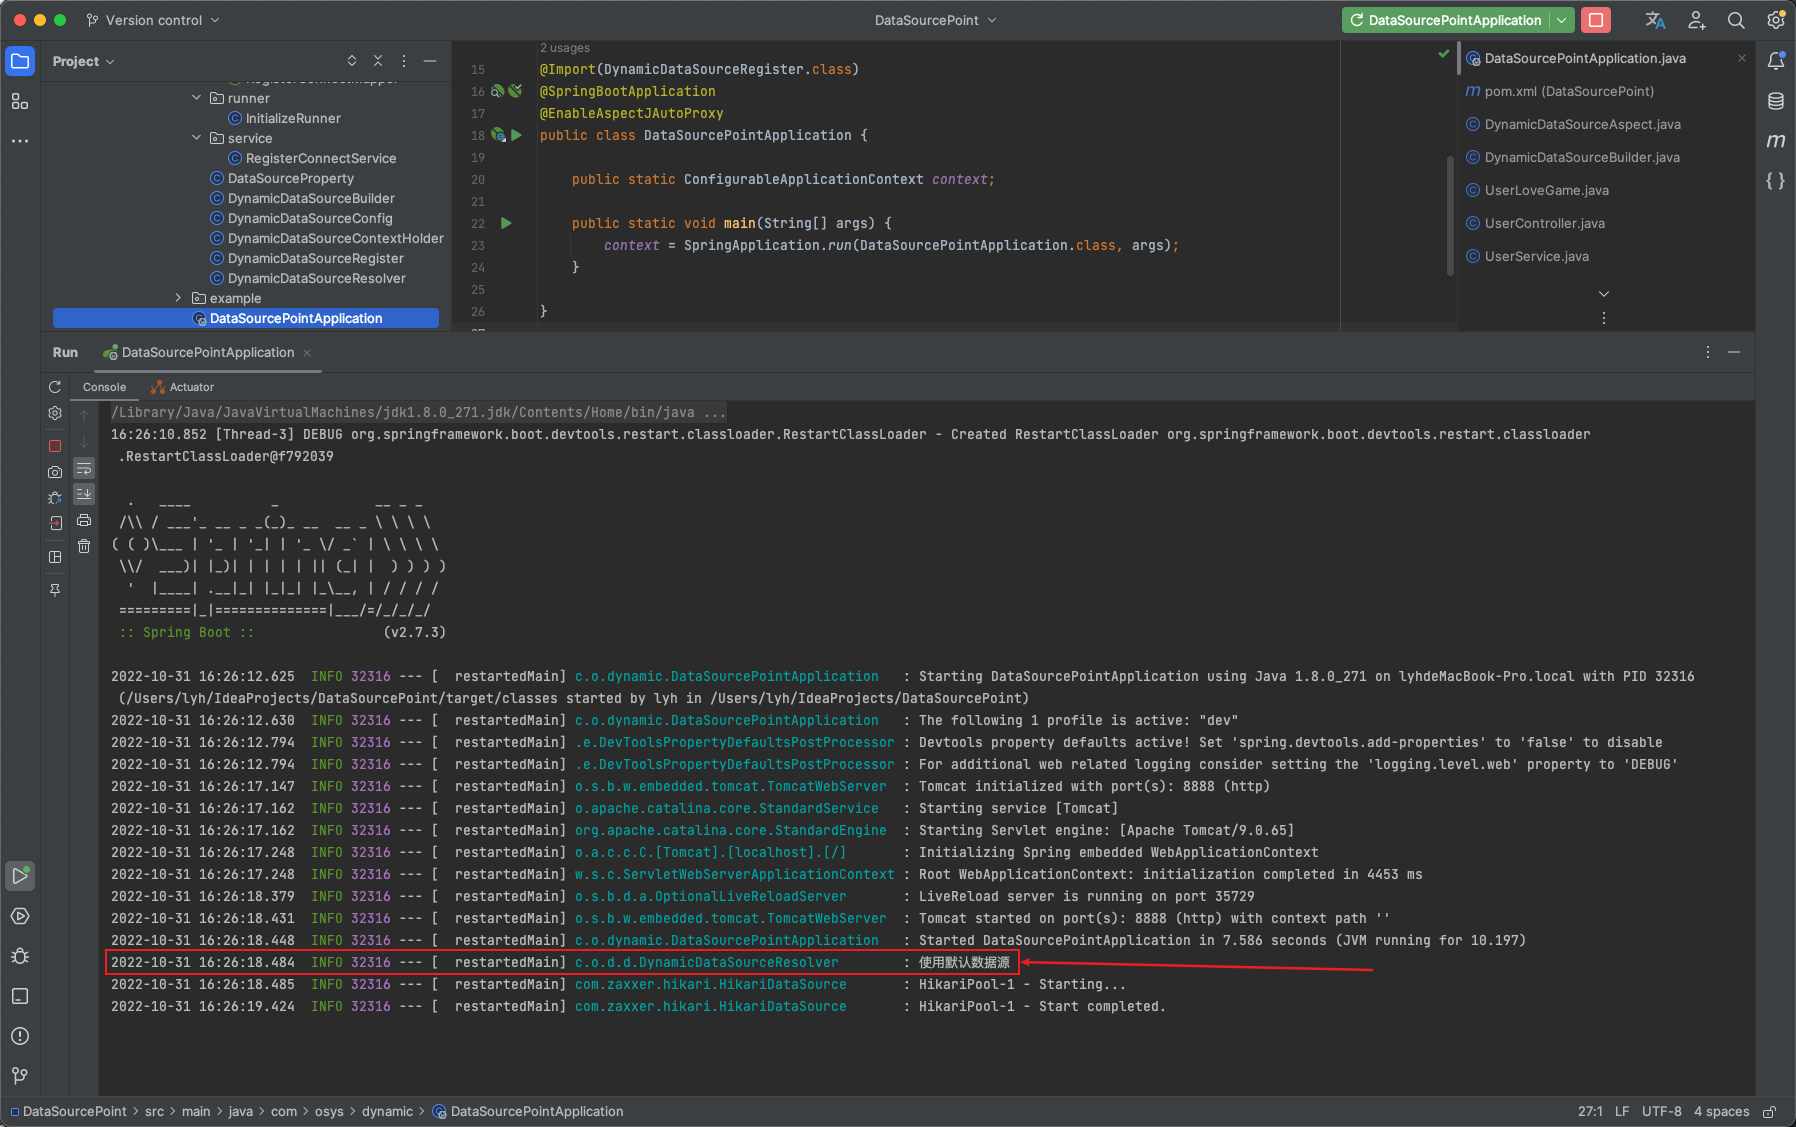 Version control
DataSourcePoint
DataSourcePointApplication
Project
runner
InitializeRunner
service
RegisterConnectService
DataSourceProperty
DynamicDataSourceBuilder
DynamicDataSourceConfig
DynamicDataSourceContextHolder
DynamicDataSourceRegister
DynamicDataSourceResolver
example
DataSourcePointApplication
2 usages
15 @Import(DynamicDataSourceRegister.class)
16 @SpringBootApplication
17 @EnableAspectJAutoProxy
18 public class DataSourcePointApplication {
19
20 public static ConfigurableApplicationContext context;
21
22 public static void main(String[] args) {
23 context = SpringApplication.run(DataSourcePointApplication.class, args);
24 }
25
26 }
DataSourcePointApplication.java
pom.xml (DataSourcePoint)
DynamicDataSourceAspect.java
DynamicDataSourceBuilder.java
UserLoveGame.java
UserController.java
UserService.java
Run DataSourcePointApplication
Console Actuator
/Library/Java/JavaVirtualMachines/jdk1.8.0_271.jdk/Contents/Home/bin/java ...
16:26:10.852 [Thread-3] DEBUG org.springframework.boot.devtools.restart.classloader.RestartClassLoader - Created RestartClassLoader org.springframework.boot.devtools.restart.classloader
.RestartClassLoader@f792039
  .   ____          _            __ _ _
 /\\ / ___'_ __ _ _(_)_ __  __ _ \ \ \ \
( ( )\___ | '_ | '_| | '_ \/ _` | \ \ \ \
 \\/  ___)| |_)| | | | | || (_| |  ) ) ) )
  '  |____| .__|_| |_|_| |_\__, | / / / /
 =========|_|==============|___/=/_/_/_/
 :: Spring Boot ::                (v2.7.3)
2022-10-31 16:26:12.625  INFO 32316 --- [  restartedMain] c.o.dynamic.DataSourcePointApplication   : Starting DataSourcePointApplication using Java 1.8.0_271 on lyhdeMacBook-Pro.local with PID 32316
(/Users/lyh/IdeaProjects/DataSourcePoint/target/classes started by lyh in /Users/lyh/IdeaProjects/DataSourcePoint)
2022-10-31 16:26:12.630  INFO 32316 --- [  restartedMain] c.o.dynamic.DataSourcePointApplication   : The following 1 profile is active: "dev"
2022-10-31 16:26:12.794  INFO 32316 --- [  restartedMain] .e.DevToolsPropertyDefaultsPostProcessor : Devtools property defaults active! Set 'spring.devtools.add-properties' to 'false' to disable
2022-10-31 16:26:12.794  INFO 32316 --- [  restartedMain] .e.DevToolsPropertyDefaultsPostProcessor : For additional web related logging consider setting the 'logging.level.web' property to 'DEBUG'
2022-10-31 16:26:17.147  INFO 32316 --- [  restartedMain] o.s.b.w.embedded.tomcat.TomcatWebServer  : Tomcat initialized with port(s): 8888 (http)
2022-10-31 16:26:17.162  INFO 32316 --- [  restartedMain] o.apache.catalina.core.StandardService   : Starting service [Tomcat]
2022-10-31 16:26:17.162  INFO 32316 --- [  restartedMain] org.apache.catalina.core.StandardEngine  : Starting Servlet engine: [Apache Tomcat/9.0.65]
2022-10-31 16:26:17.248  INFO 32316 --- [  restartedMain] o.a.c.c.C.[Tomcat].[localhost].[/]       : Initializing Spring embedded WebApplicationContext
2022-10-31 16:26:17.248  INFO 32316 --- [  restartedMain] w.s.c.ServletWebServerApplicationContext : Root WebApplicationContext: initialization completed in 4453 ms
2022-10-31 16:26:18.379  INFO 32316 --- [  restartedMain] o.s.b.d.a.OptionalLiveReloadServer       : LiveReload server is running on port 35729
2022-10-31 16:26:18.431  INFO 32316 --- [  restartedMain] o.s.b.w.embedded.tomcat.TomcatWebServer  : Tomcat started on port(s): 8888 (http) with context path ''
2022-10-31 16:26:18.448  INFO 32316 --- [  restartedMain] c.o.dynamic.DataSourcePointApplication   : Started DataSourcePointApplication in 7.586 seconds (JVM running for 10.197)
2022-10-31 16:26:18.484  INFO 32316 --- [  restartedMain] c.o.d.d.DynamicDataSourceResolver        : 使用默认数据源
2022-10-31 16:26:18.485  INFO 32316 --- [  restartedMain] com.zaxxer.hikari.HikariDataSource       : HikariPool-1 - Starting...
2022-10-31 16:26:19.424  INFO 32316 --- [  restartedMain] com.zaxxer.hikari.HikariDataSource       : HikariPool-1 - Start completed.
DataSourcePoint > src > main > java > com > osys > dynamic > DataSourcePointApplication
27:1 LF UTF-8 4 spaces